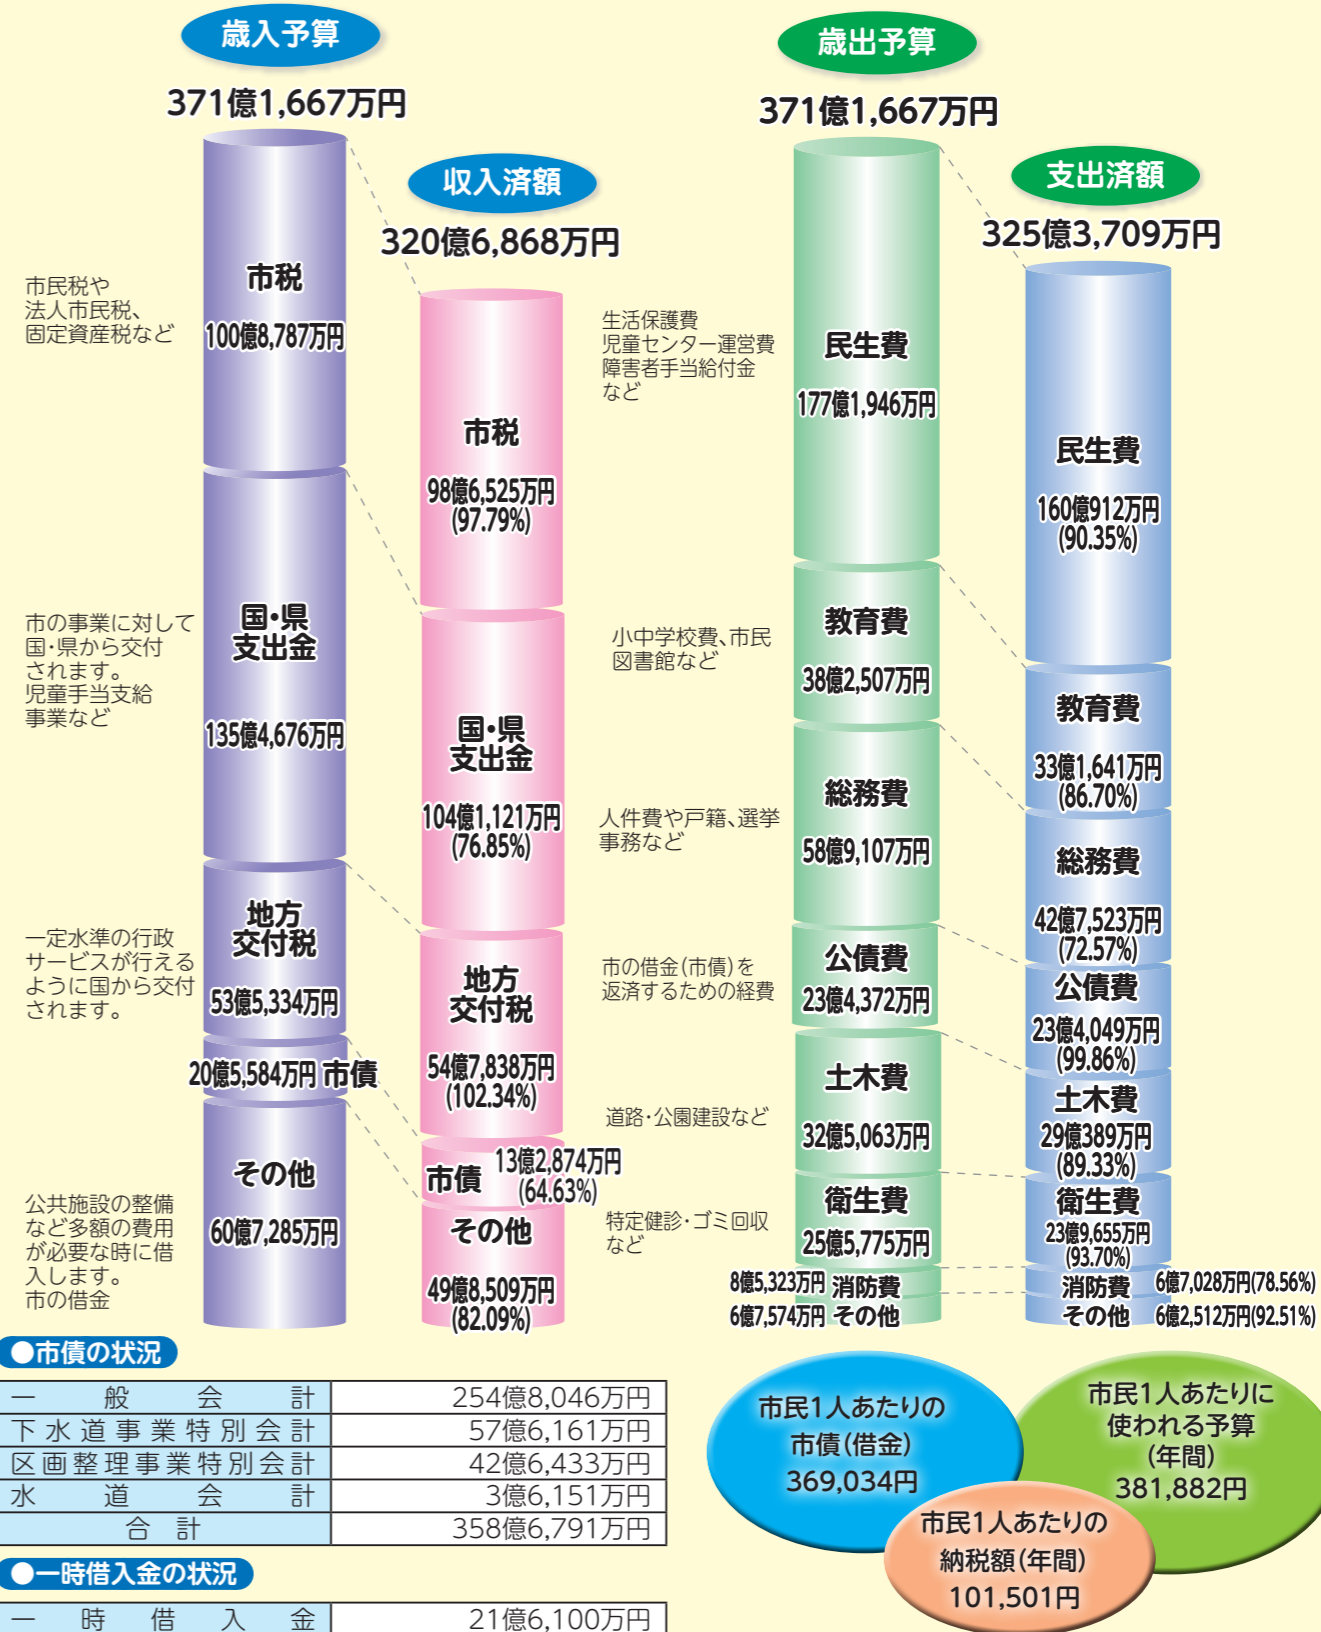 歳入予算
371億1,667万円
市民税や
法人市民税、
固定資産税など
市税
100億8,787万円
市の事業に対して
国・県から交付
されます。
児童手当支給
事業など
国・県
支出金
135億4,676万円
一定水準の行政
サービスが行える
ように国から交付
されます。
地方
交付税
53億5,334万円
20億5,584万円 市債
公共施設の整備
など多額の費用
が必要な時に借
入します。
市の借金
その他
60億7,285万円
収入済額
320億6,868万円
市税
98億6,525万円
(97.79%)
国・県
支出金
104億1,121万円
(76.85%)
地方
交付税
54億7,838万円
(102.34%)
市債
13億2,874万円
(64.63%)
その他
49億8,509万円
(82.09%)
歳出予算
371億1,667万円
生活保護費
児童センター運営費
障害者手当給付金
など
民生費
177億1,946万円
小中学校費、市民
図書館など
教育費
38億2,507万円
人件費や戸籍、選挙
事務など
総務費
58億9,107万円
市の借金(市債)を
返済するための経費
公債費
23億4,372万円
道路・公園建設など
土木費
32億5,063万円
特定健診・ゴミ回収
など
衛生費
25億5,775万円
8億5,323万円 消防費
6億7,574万円 その他
支出済額
325億3,709万円
民生費
160億912万円
(90.35%)
教育費
33億1,641万円
(86.70%)
総務費
42億7,523万円
(72.57%)
公債費
23億4,049万円
(99.86%)
土木費
29億389万円
(89.33%)
衛生費
23億9,655万円
(93.70%)
消防費 6億7,028万円(78.56%)
その他 6億2,512万円(92.51%)
●市債の状況
一般会計 254億8,046万円
下水道事業特別会計 57億6,161万円
区画整理事業特別会計 42億6,433万円
水道会計 3億6,151万円
合計 358億6,791万円
●一時借入金の状況
一時借入金 21億6,100万円
市民1人あたりの
市債(借金)
369,034円
市民1人あたりに
使われる予算
(年間)
381,882円
市民1人あたりの
納税額(年間)
101,501円